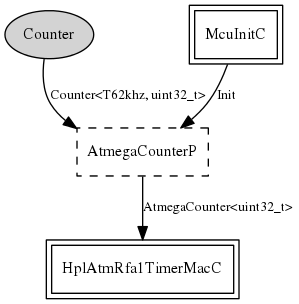 Counter
McuInitC
Counter<T62khz, uint32_t>
Init
AtmegaCounterP
AtmegaCounter<uint32_t>
HplAtmRfa1TimerMacC